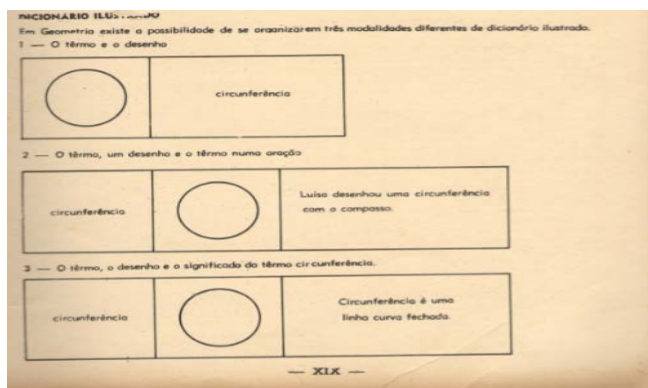 DICIONÁRIO ILUSTRADO
Em Geometria existe a possibilidade de se organizarem três modalidades diferentes de dicionário ilustrado.
1 — O têrmo e o desenho
circunferência
2 — O têrmo, um desenho e o têrmo numa oração
circunferência
Luisa desenhou uma circunferência
com o compasso.
3 — O têrmo, o desenho e o significado do têrmo circunferência.
circunferência
Circunferência é uma
linha curva fechada.
— XIX —